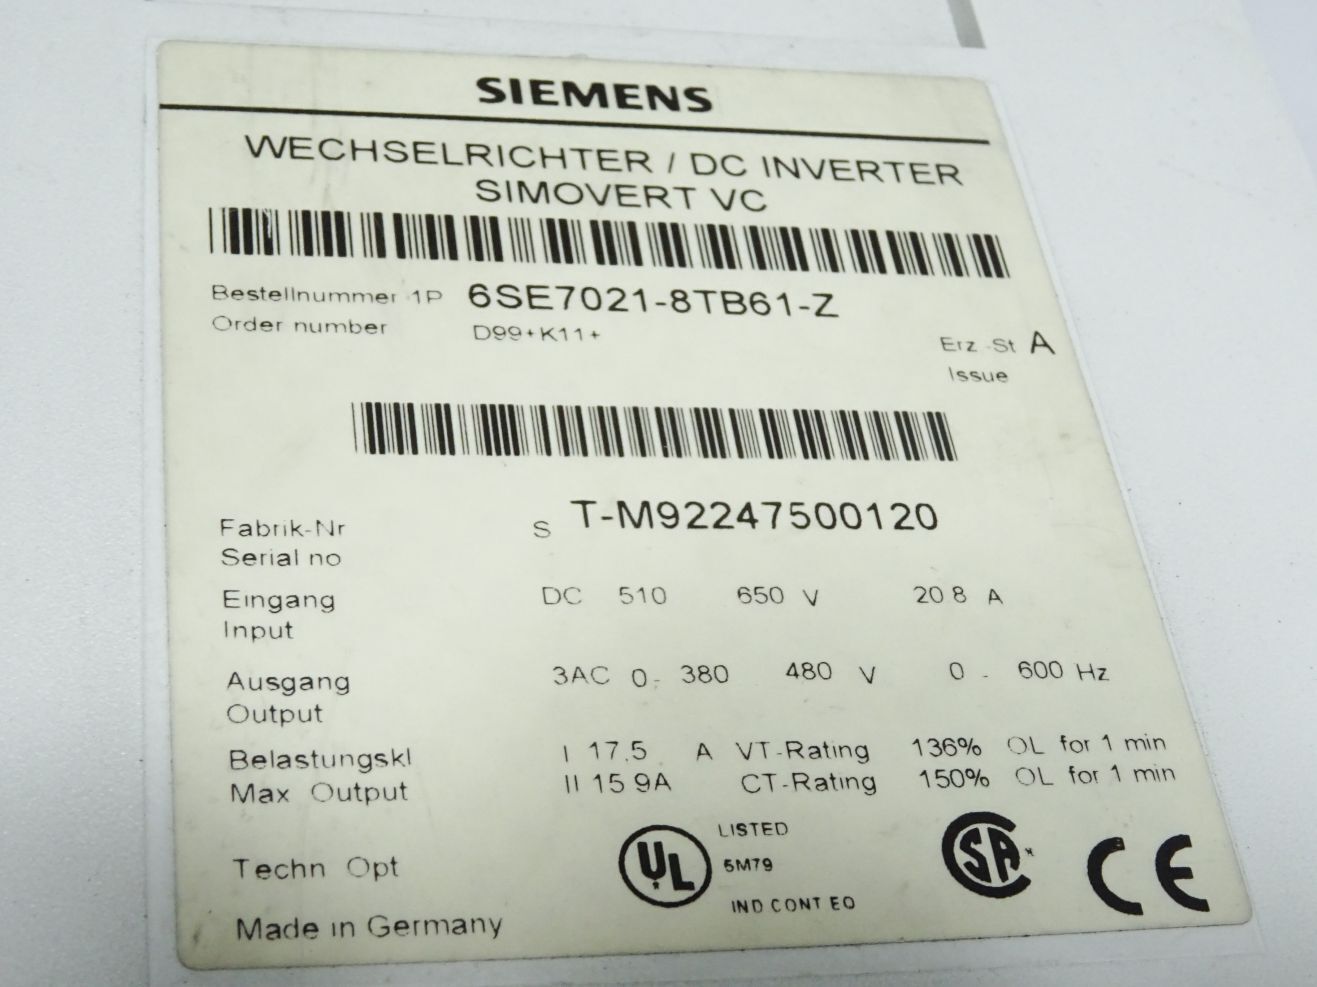 SIEMENS
WECHSELRICHTER / DC INVERTER
SIMOVERT VC
Bestellnummer 1P 6SE7021-8TB61-Z
Order number D99+K11+
Erz.-St A
Issue
Fabrik-Nr S T-M92247500120
Serial no
Eingang DC 510 650 V 20.8 A
Input
Ausgang 3AC 0- 380 480 V 0 - 600 Hz
Output
Belastungskl I 17.5 A VT-Rating 136% OL for 1 min
Max Output II 15.9A CT-Rating 150% OL for 1 min
LISTED
Techn Opt UL 5M79 SA CE
IND CONT EQ
Made in Germany